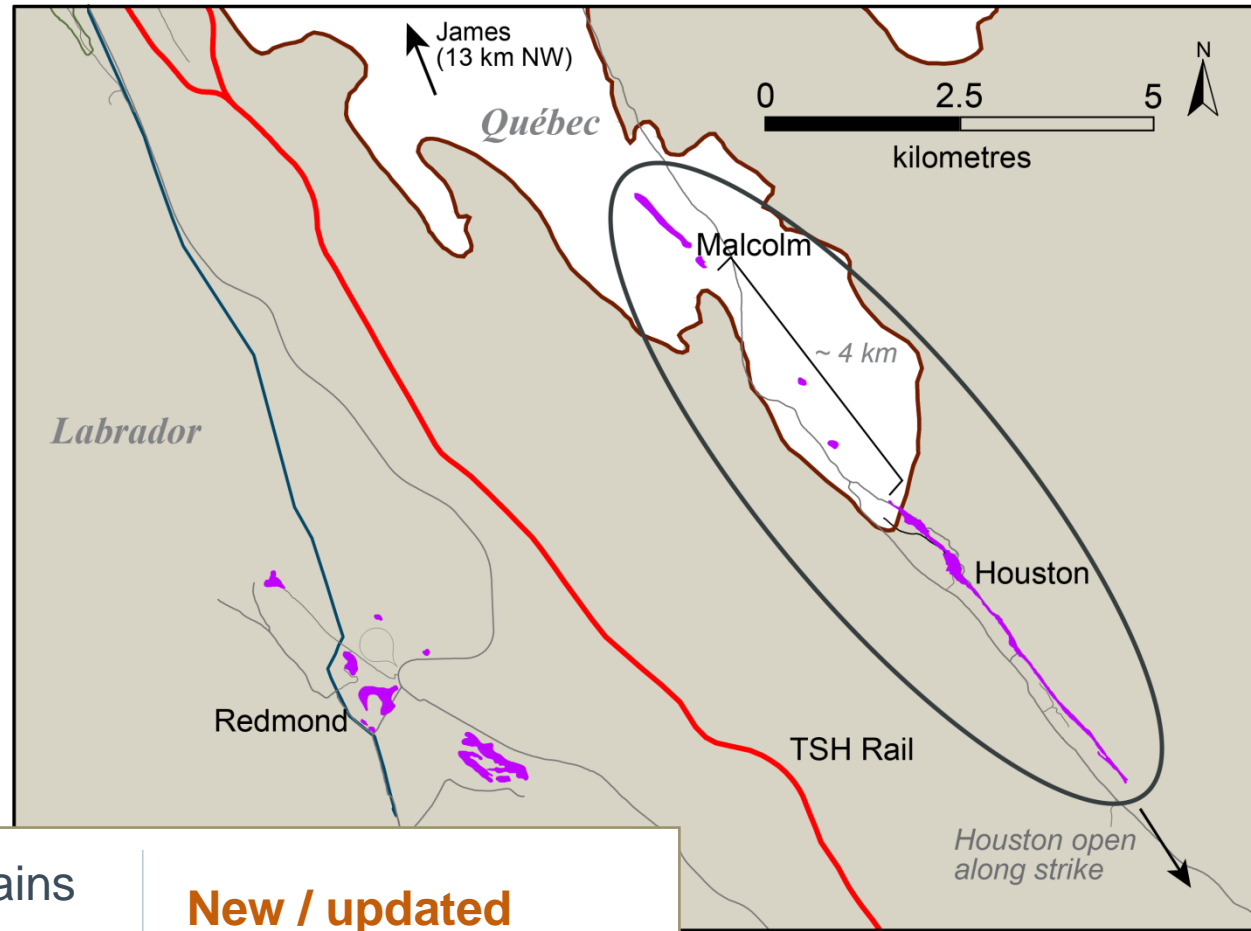 James
(13 km NW)
N
0 2.5 5
kilometres
Québec
Malcolm
~ 4 km
Labrador
Houston
Redmond
TSH Rail
Houston open
along strike
New / updated